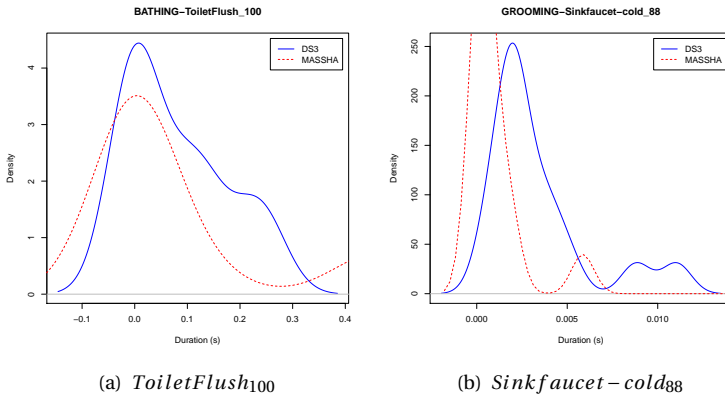 BATHING−ToiletFlush_100
DS3
MASSHA
Density
0 1 2 3 4
−0.1 0.0 0.1 0.2 0.3 0.4
Duration (s)
(a) ToiletFlush100
GROOMING−Sinkfaucet−cold_88
DS3
MASSHA
Density
0 50 100 150 200 250
0.000 0.005 0.010
Duration (s)
(b) Sinkfaucet−cold88